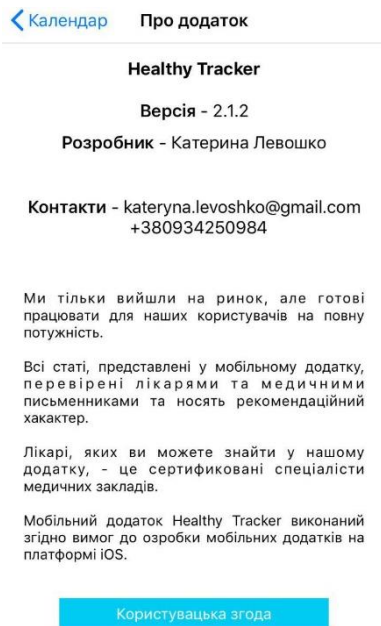 Календар Про додаток
Healthy Tracker
Версія - 2.1.2
Розробник - Катерина Левошко
Контакти - kateryna.levoshko@gmail.com
+380934250984
Ми тільки вийшли на ринок, але готові
працювати для наших користувачів на повну
потужність.
Всі статі, представлені у мобільному додатку,
перевірені лікарями та медичними
письменниками та носять рекомендаційний
хакактер.
Лікарі, яких ви можете знайти у нашому
додатку, - це сертифіковані спеціалісти
медичних закладів.
Мобільний додаток Healthy Tracker виконаний
згідно вимог до озробки мобільних додатків на
платформі iOS.
Користувацька згода